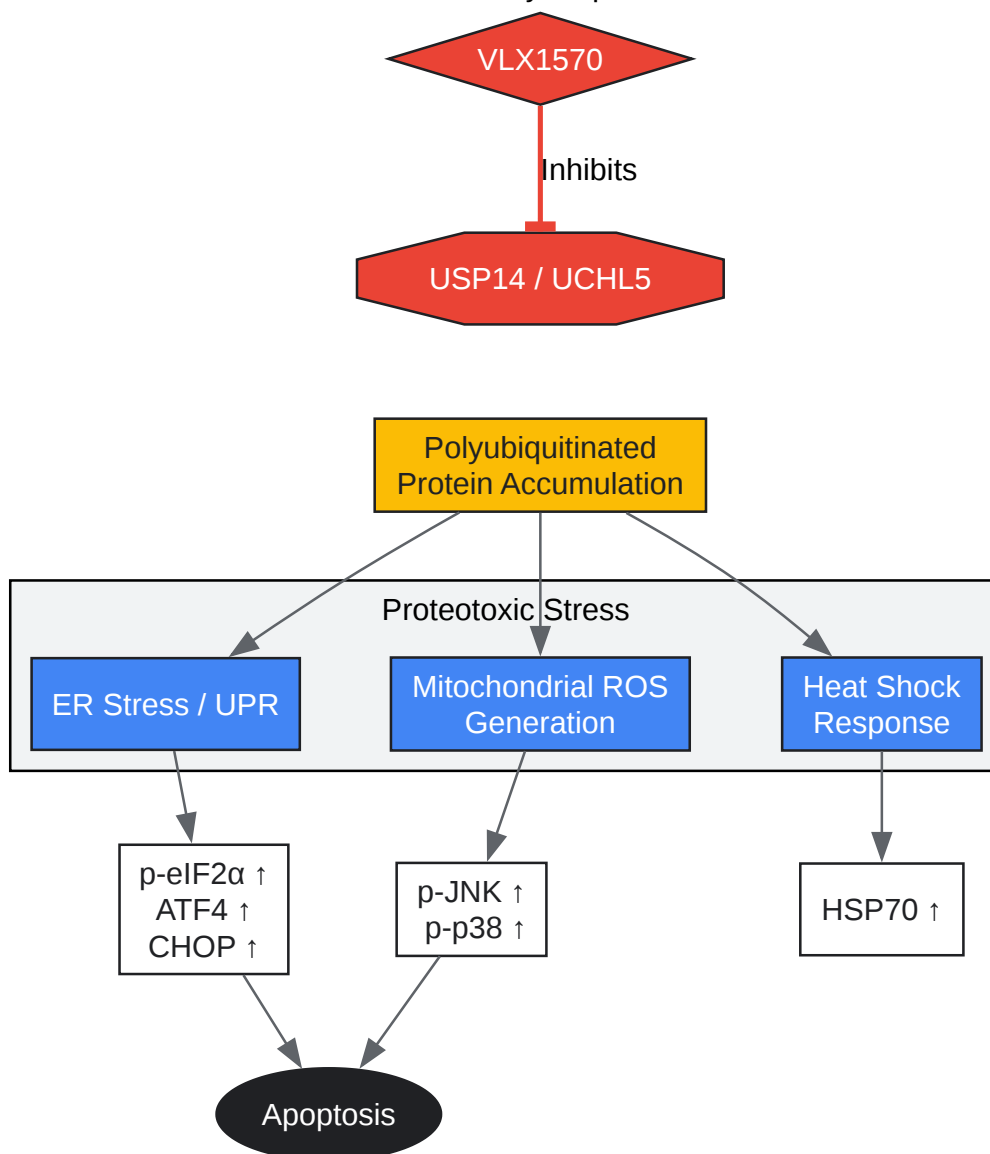 VLX1570
Inhibits
USP14 / UCHL5
Polyubiquitinated
Protein Accumulation
Proteotoxic Stress
ER Stress / UPR
Mitochondrial ROS
Generation
Heat Shock
Response
p-eIF2α ↑
ATF4 ↑
CHOP ↑
p-JNK ↑
p-p38 ↑
HSP70 ↑
Apoptosis